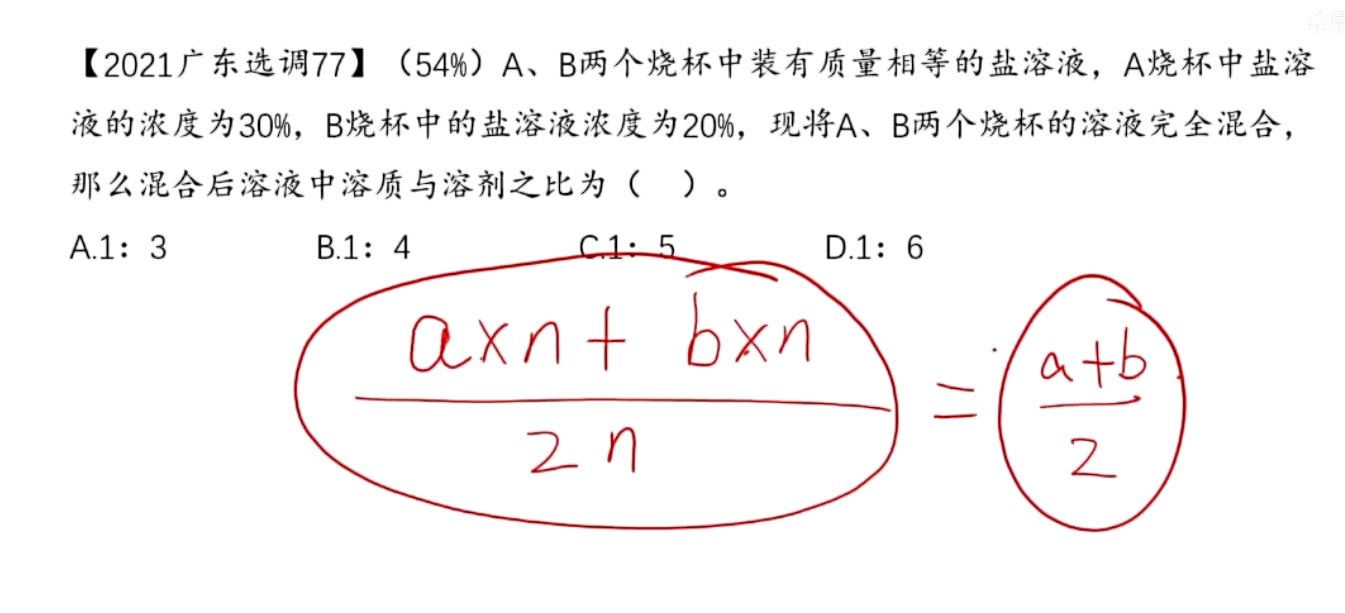 【2021广东选调77】（54%）A、B两个烧杯中装有质量相等的盐溶液，A烧杯中盐溶
液的浓度为30%，B烧杯中的盐溶液浓度为20%，现将A、B两个烧杯的溶液完全混合，
那么混合后溶液中溶质与溶剂之比为（ ）。
A.1：3 B.1：4 C.1：5 D.1：6
a×n+ b×n
2n
=
a+b
2